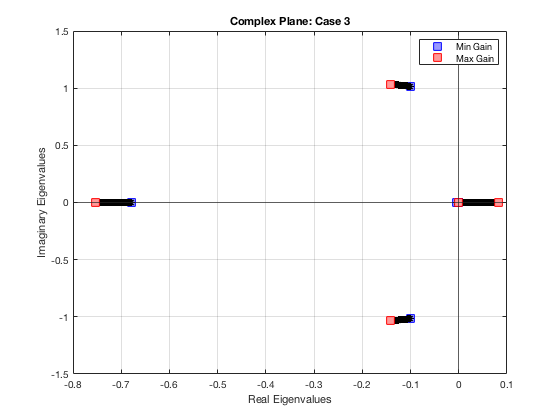 Complex Plane: Case 3
Min Gain
Max Gain
1.5
1
0.5
0
-0.5
-1
-1.5
Imaginary Eigenvalues
-0.8 -0.7 -0.6 -0.5 -0.4 -0.3 -0.2 -0.1 0 0.1
Real Eigenvalues